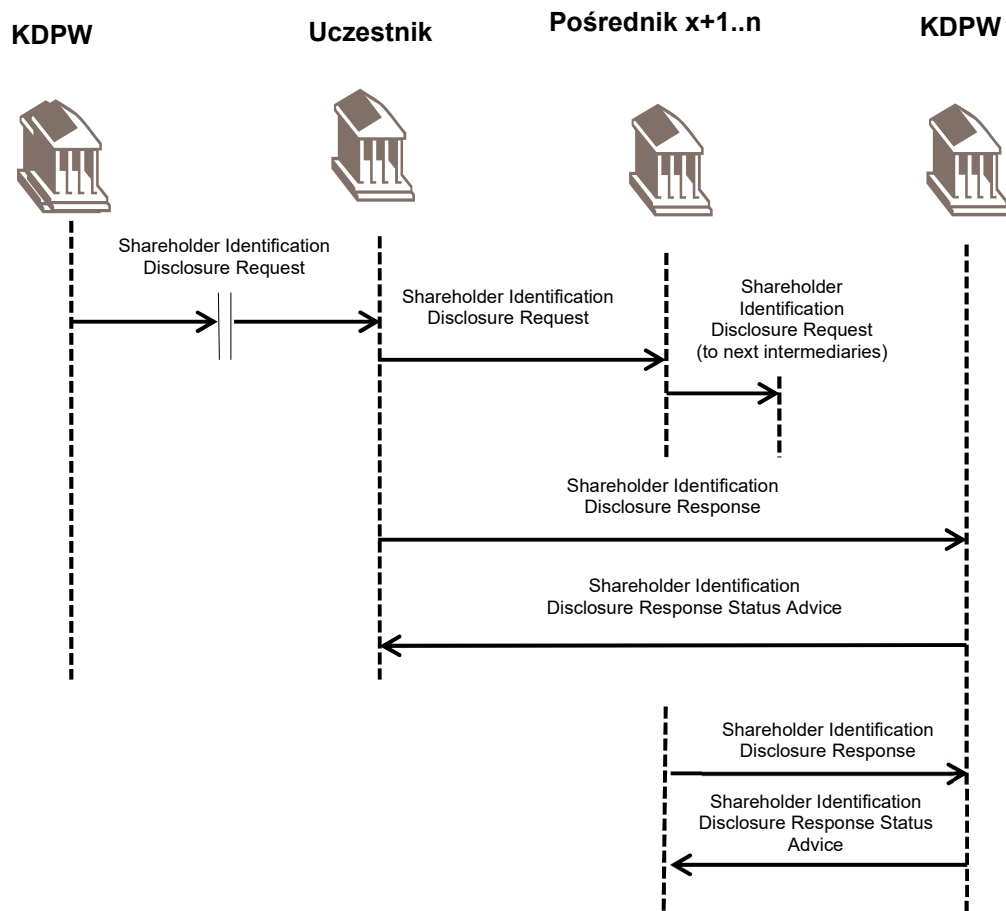 KDPW
Uczestnik
Pośrednik x+1..n
KDPW
Shareholder Identification
Disclosure Request
Shareholder Identification
Disclosure Request
Shareholder
Identification
Disclosure Request
(to next intermediaries)
Shareholder Identification
Disclosure Response
Shareholder Identification
Disclosure Response Status Advice
Shareholder Identification
Disclosure Response
Shareholder Identification
Disclosure Response Status
Advice